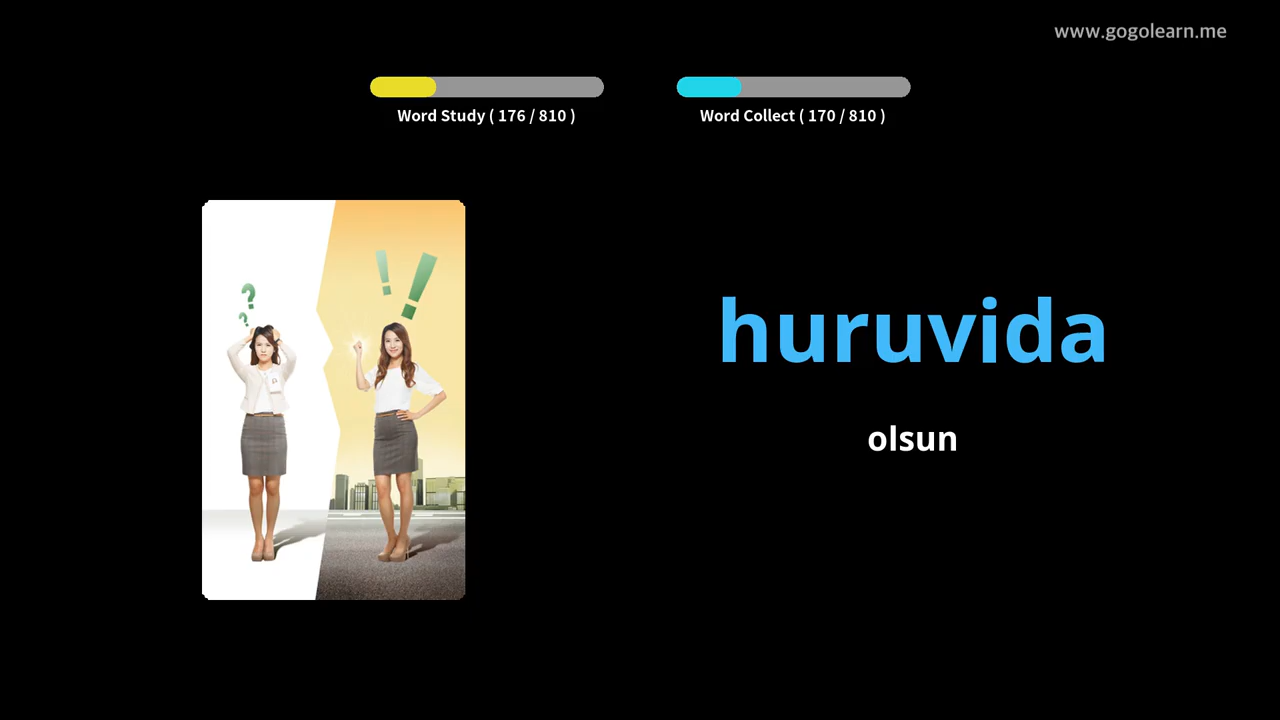 www.gogolearn.me
Word Study ( 176 / 810 )
Word Collect ( 170 / 810 )
? !!
?
huruvida
olsun